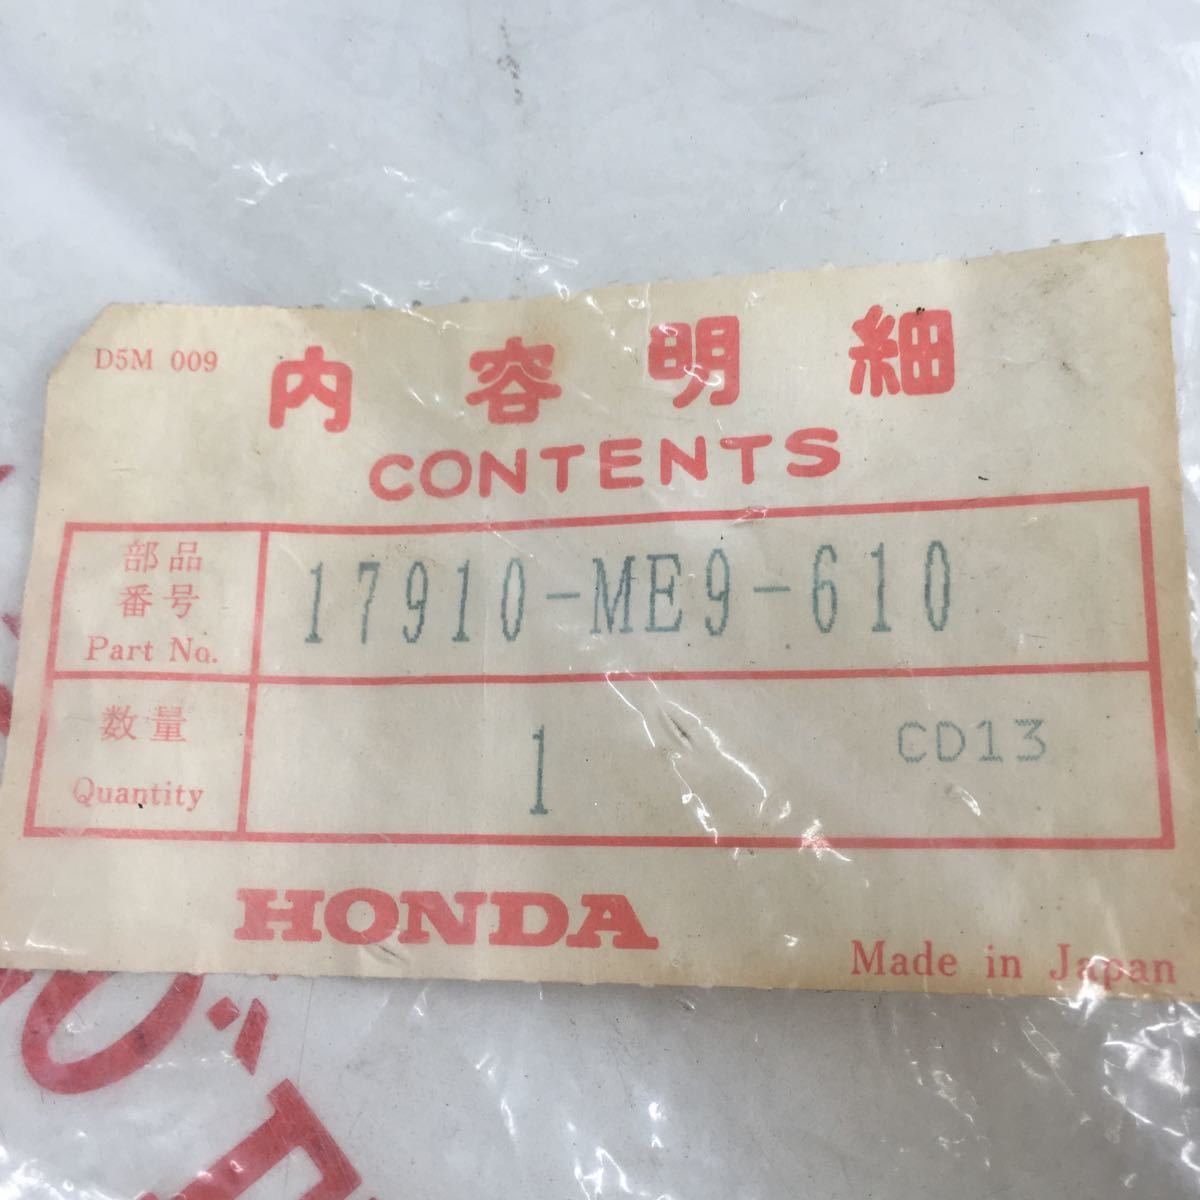 D5M 009
内容明細
CONTENTS
部品
番号
Part No.
17910-ME9-610
数量
Quantity
1
CD13
HONDA
Made in Japan